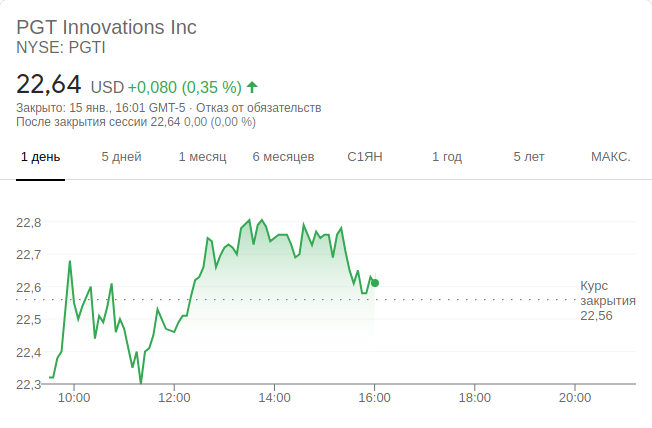 PGT Innovations Inc
NYSE: PGTI
22,64 USD +0,080 (0,35 %)
Закрыто: 15 янв., 16:01 GMT-5 · Отказ от обязательств
После закрытия сессии 22,64 0,00 (0,00 %)
1 день 5 дней 1 месяц 6 месяцев С1ЯН 1 год 5 лет МАКС.
22,8
22,7
22,6
22,5
22,4
22,3
Курс
закрытия
22,56
10:00 12:00 14:00 16:00 18:00 20:00